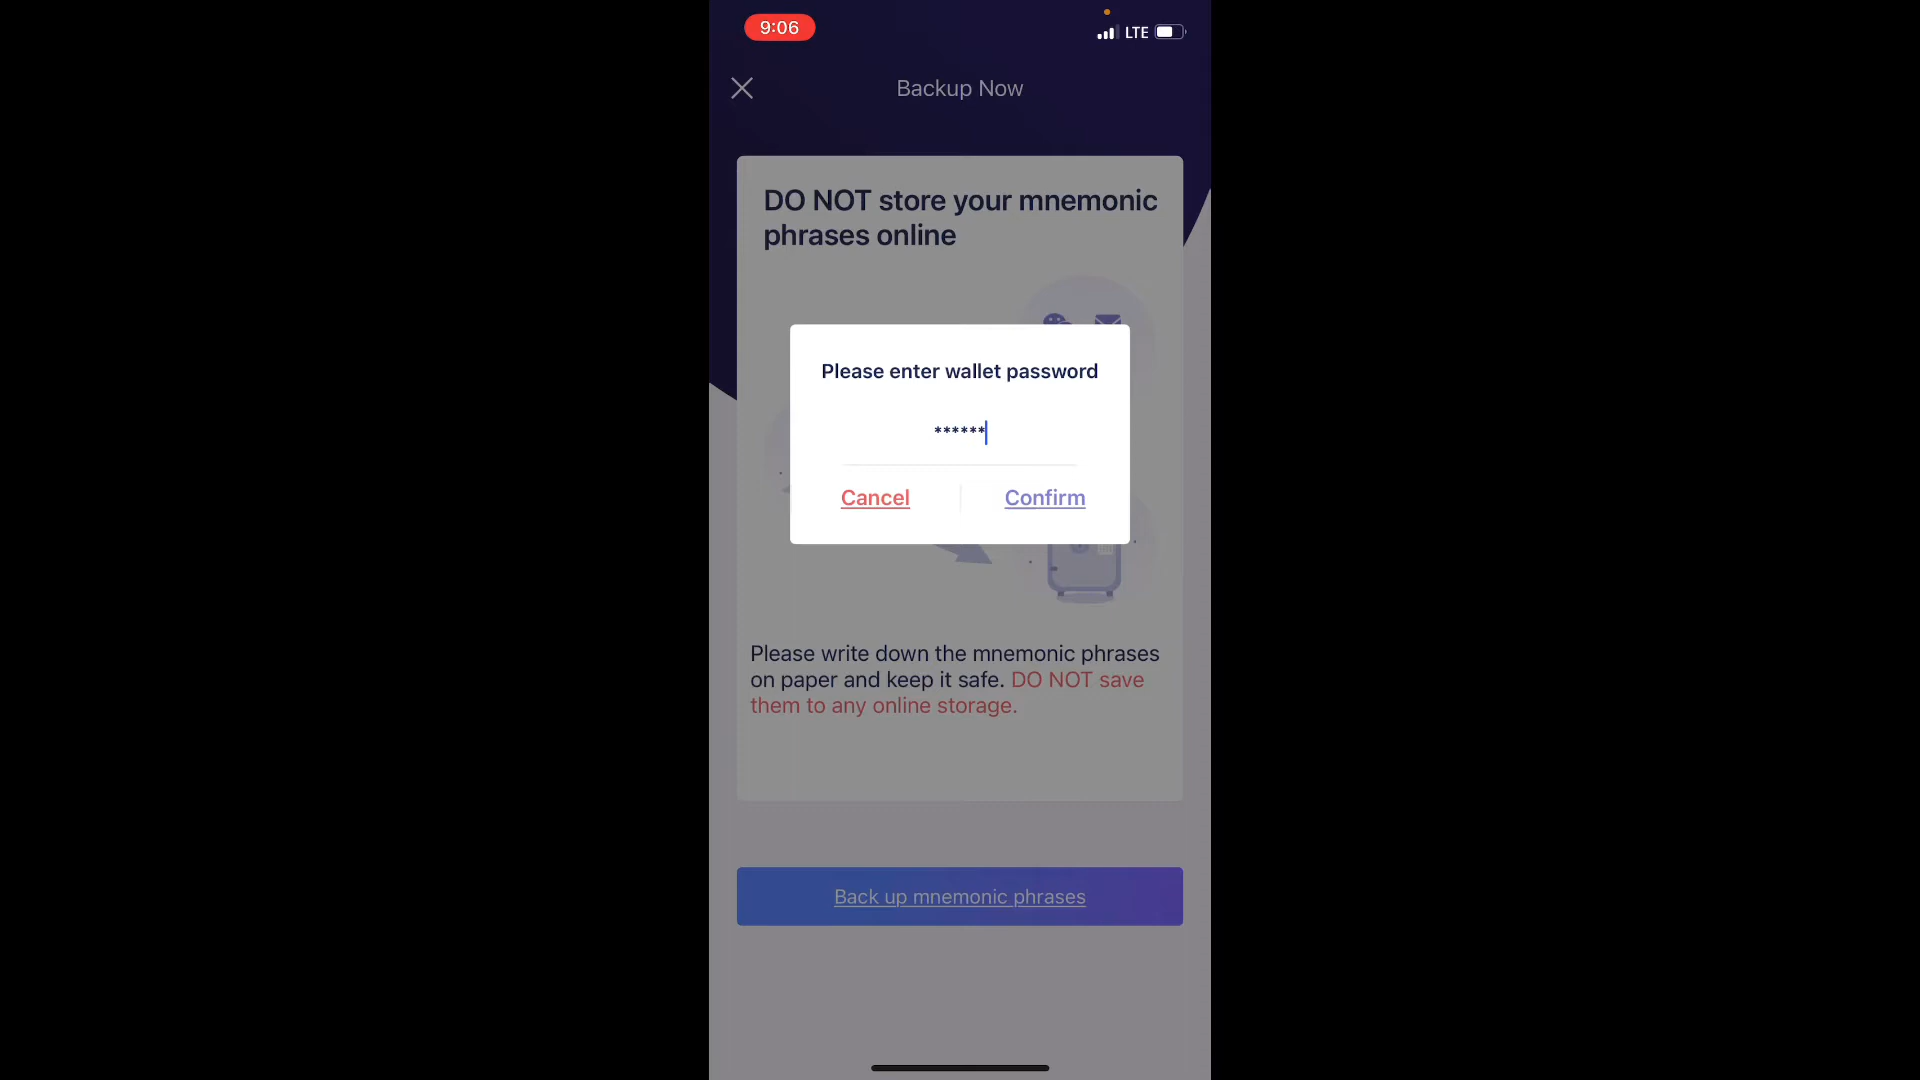 9:06
LTE
Backup Now
DO NOT store your mnemonic
phrases online
Please enter wallet password
******
Cancel
Confirm
Please write down the mnemonic phrases
on paper and keep it safe. DO NOT save
them to any online storage.
Back up mnemonic phrases